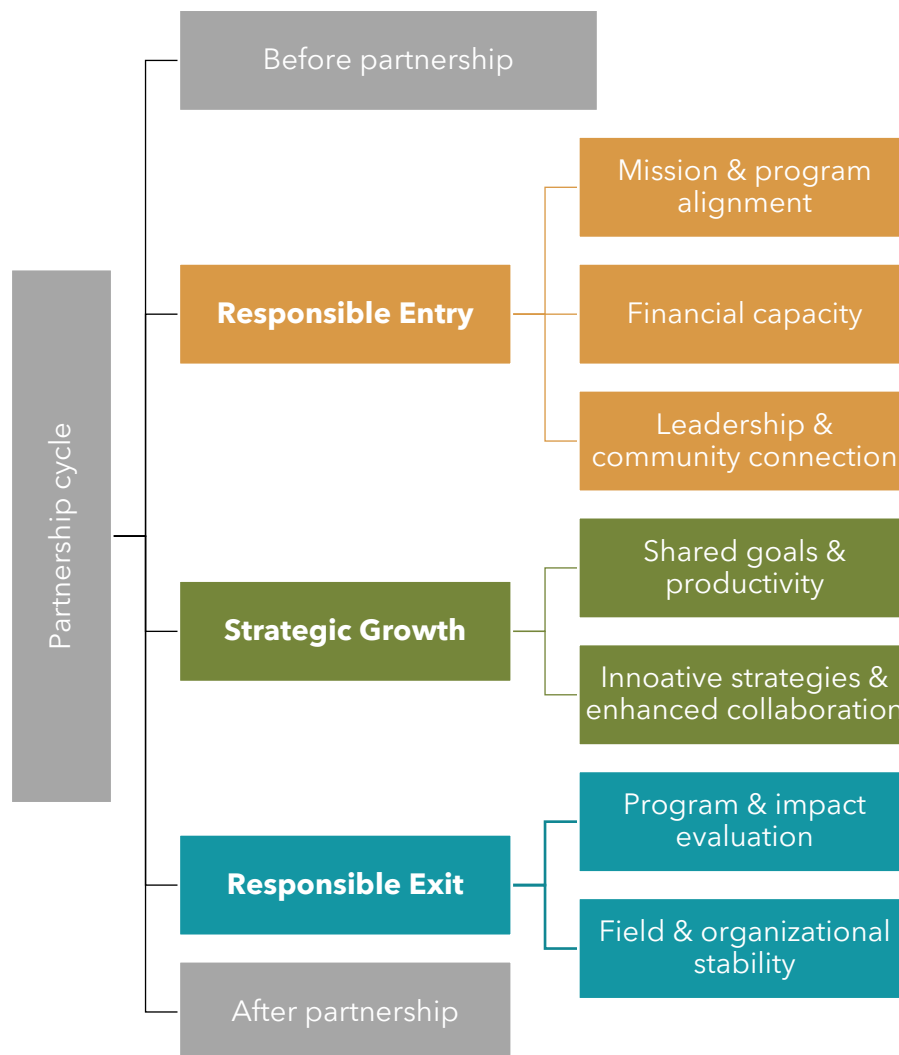 Partnership cycle
Before partnership
Responsible Entry
Mission & program
alignment
Financial capacity
Leadership &
community connection
Strategic Growth
Shared goals &
productivity
Innoative strategies &
enhanced collaboration
Responsible Exit
Program & impact
evaluation
Field & organizational
stability
After partnership